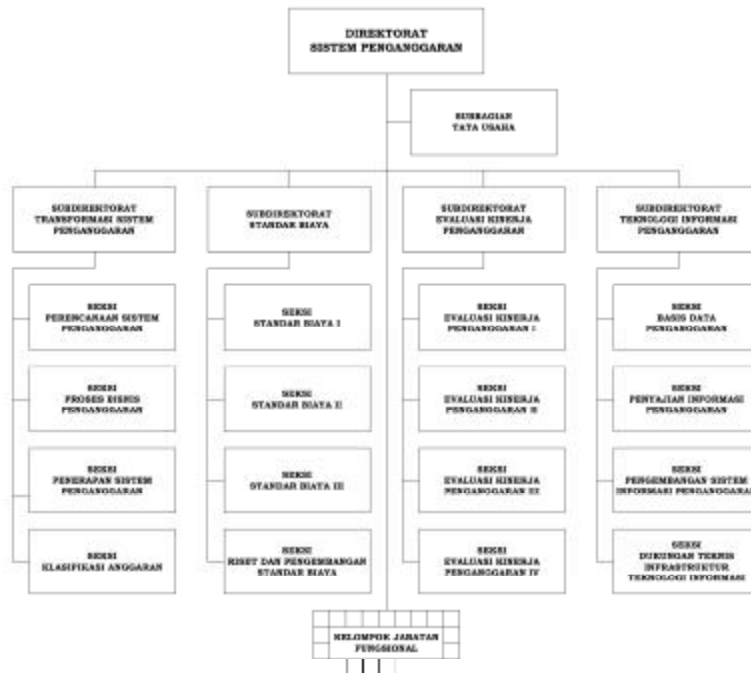 DIREKTORAT
SISTEM PENGANGGARAN
SUBBAGIAN
TATA USAHA
SUBDIREKTORAT
TRANSFORMASI SISTEM
PENGANGGARAN
SUBDIREKTORAT
STANDAR BIAYA
SUBDIREKTORAT
EVALUASI KINERJA
PENGANGGARAN
SUBDIREKTORAT
TEKNOLOGI INFORMASI
PENGANGGARAN
SEKSI
PERENCANAAN SISTEM
PENGANGGARAN
SEKSI
STANDAR BIAYA I
SEKSI
EVALUASI KINERJA
PENGANGGARAN I
SEKSI
BASIS DATA
PENGANGGARAN
SEKSI
PROSES BISNIS
PENGANGGARAN
SEKSI
STANDAR BIAYA II
SEKSI
EVALUASI KINERJA
PENGANGGARAN II
SEKSI
PENYAJIAN INFORMASI
PENGANGGARAN
SEKSI
PENERAPAN SISTEM
PENGANGGARAN
SEKSI
STANDAR BIAYA III
SEKSI
EVALUASI KINERJA
PENGANGGARAN III
SEKSI
PENGEMBANGAN SISTEM
INFORMASI PENGANGGARAN
SEKSI
KLASIFIKASI ANGGARAN
SEKSI
RISET DAN PENGEMBANGAN
STANDAR BIAYA
SEKSI
EVALUASI KINERJA
PENGANGGARAN IV
SEKSI
DUKUNGAN TEKNIS
INFRASTRUKTUR
TEKNOLOGI INFORMASI
KELOMPOK JABATAN
FUNGSIONAL